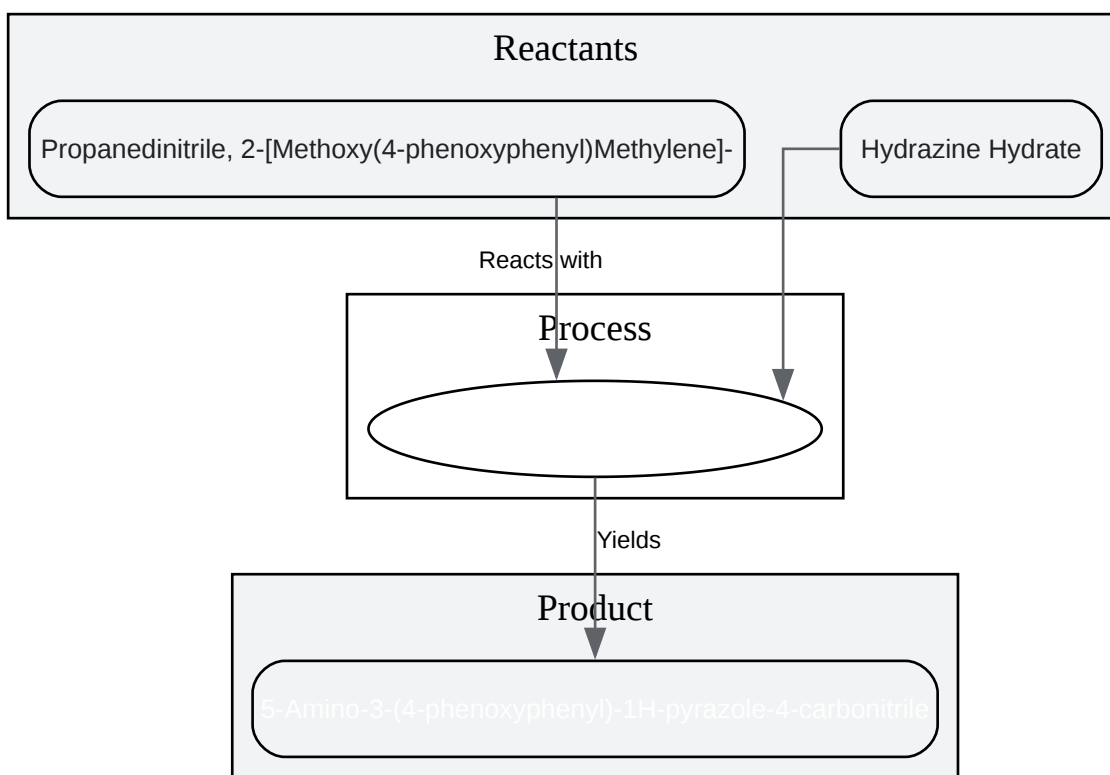 Reactants
Propanedinitrile, 2-[Methoxy(4-phenoxyphenyl)Methylene]-
Hydrazine Hydrate
Reacts with
Process
Yields
Product
5-Amino-3-(4-phenoxyphenyl)-1H-pyrazole-4-carbonitrile